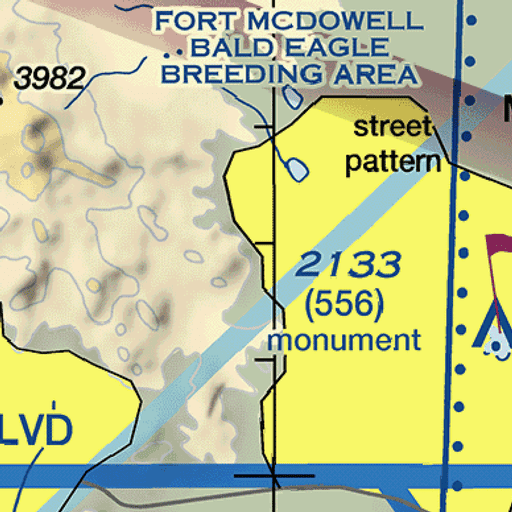 FORT MCDOWELL
BALD EAGLE
BREEDING AREA
3982
street
pattern
2133
(556)
monument
LVD